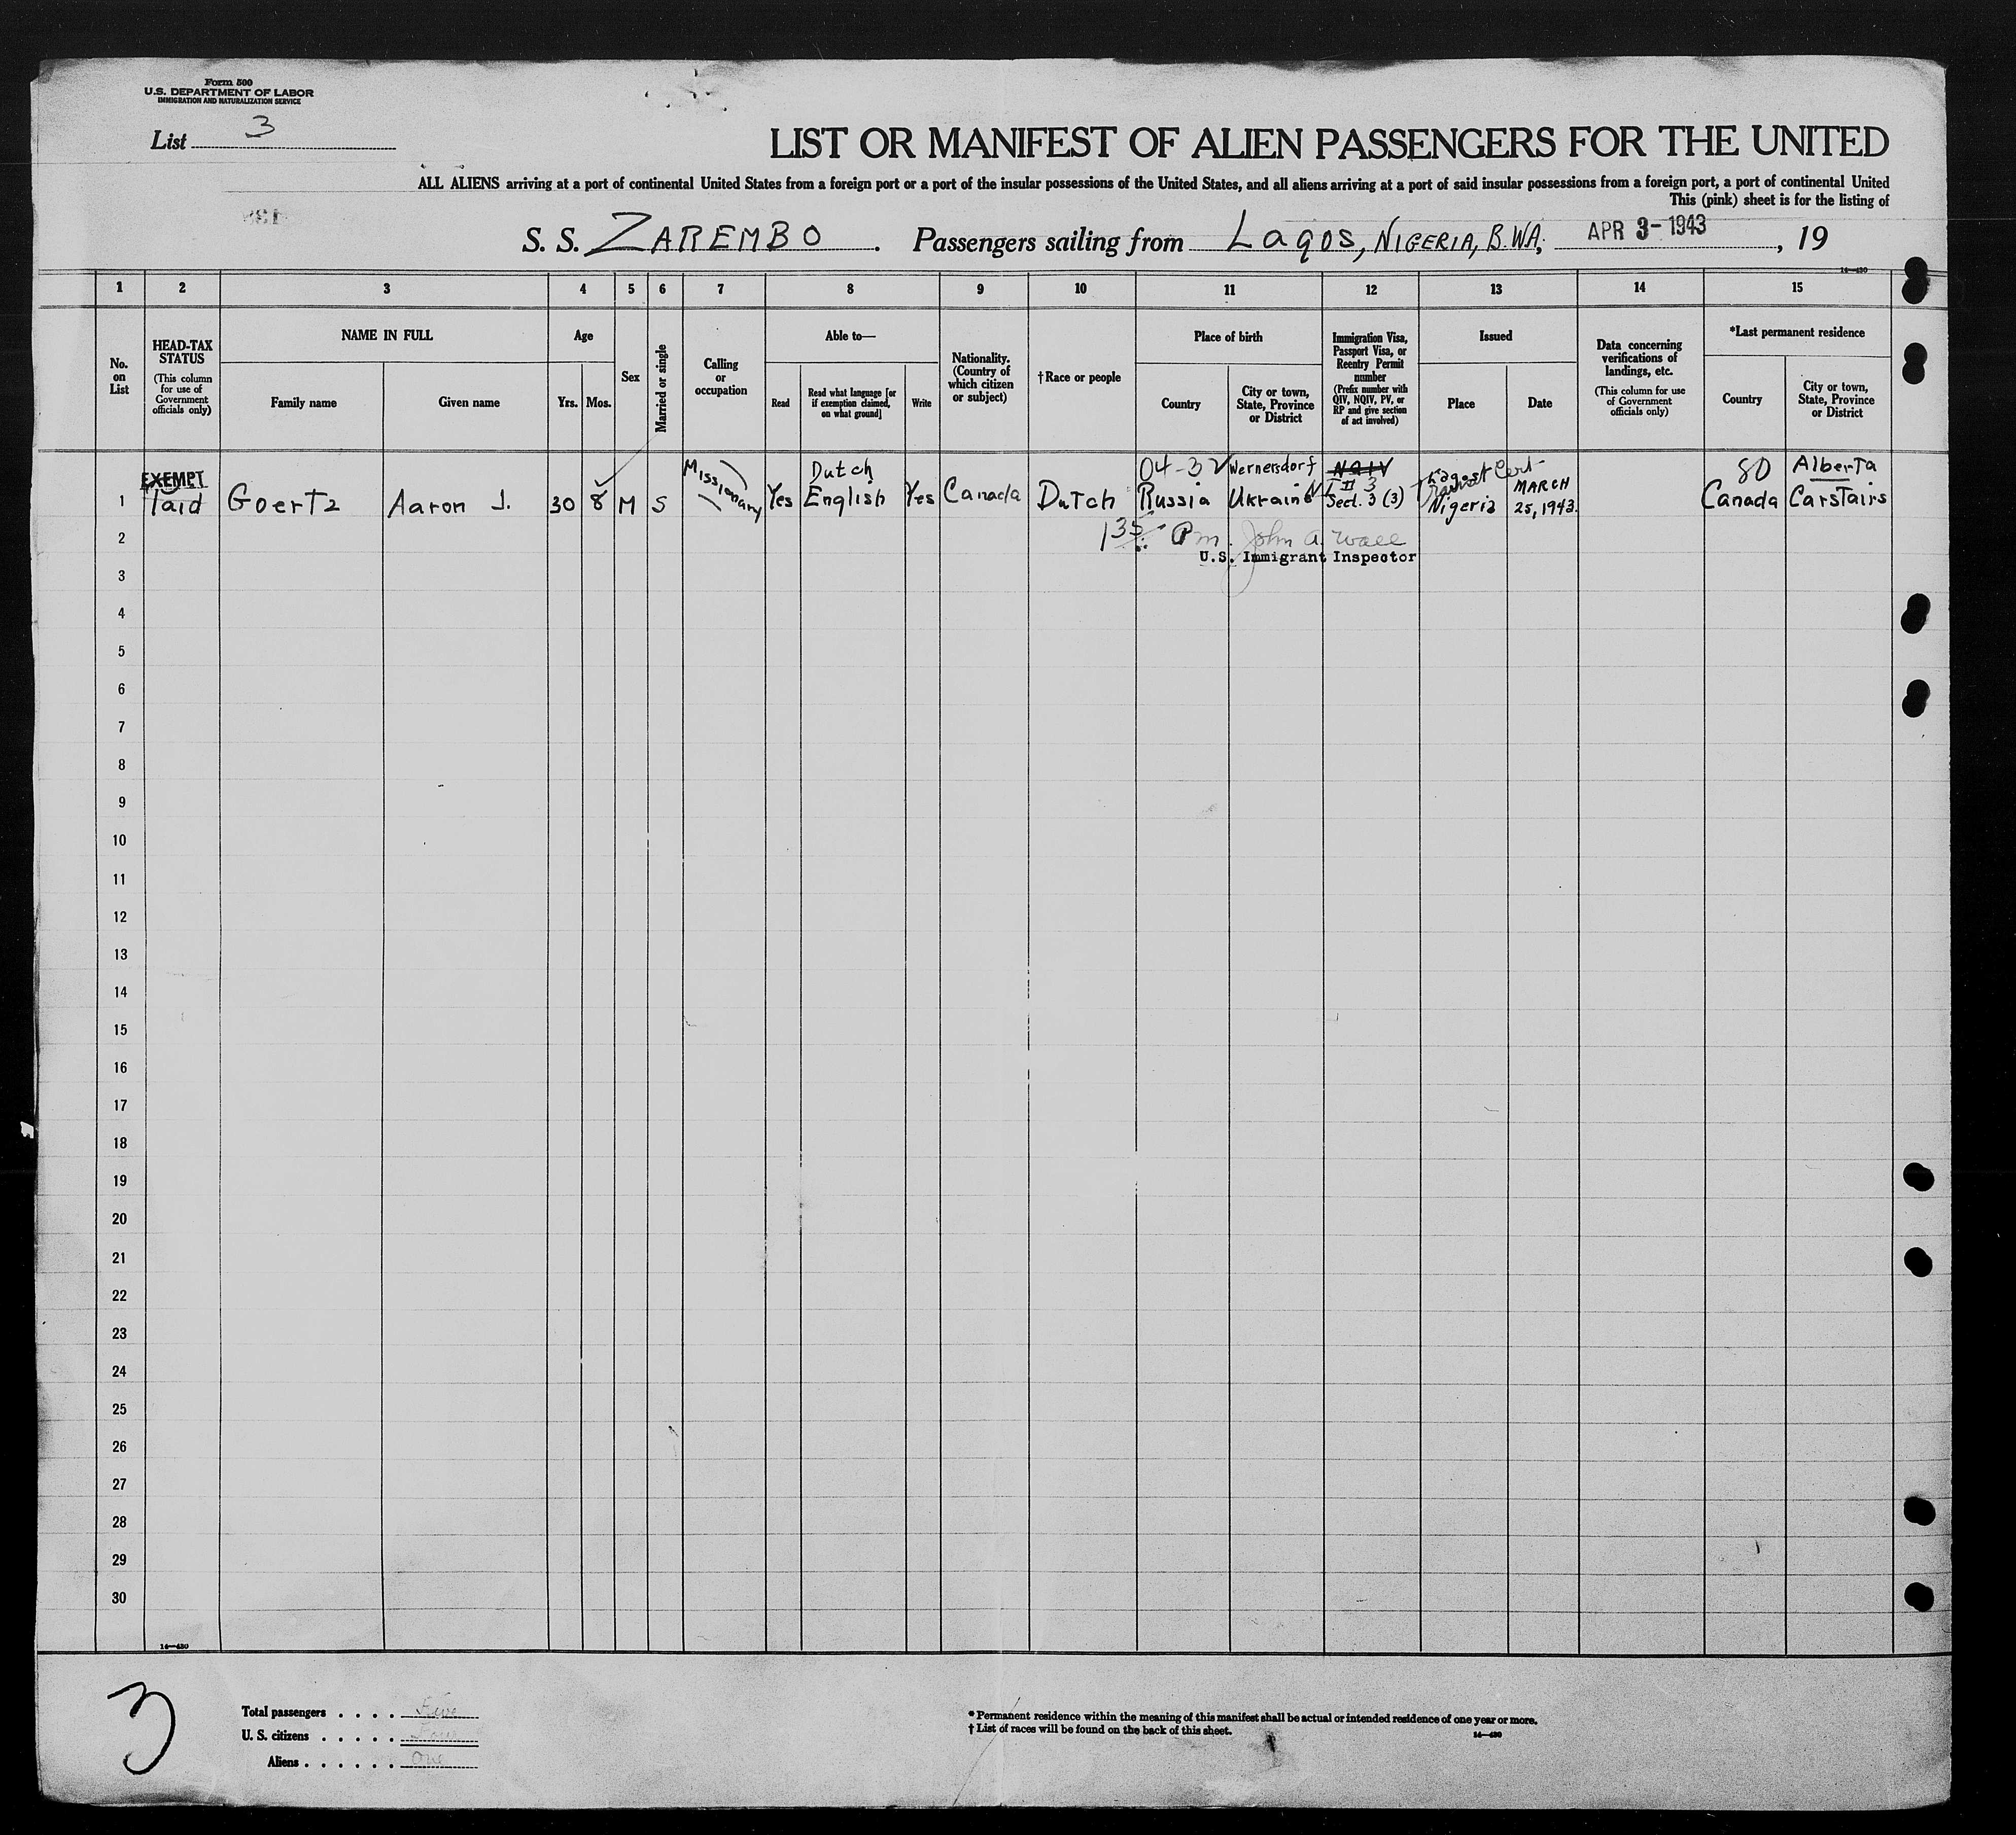 Form 500
U.S. DEPARTMENT OF LABOR
IMMIGRATION AND NATURALIZATION SERVICE
List 3
LIST OR MANIFEST OF ALIEN PASSENGERS FOR THE UNITED
ALL ALIENS arriving at a port of continental United States from a foreign port or a port of the insular possessions of the United States, and all aliens arriving at a port of said insular possessions from a foreign port, a port of continental United
This (pink) sheet is for the listing of
S. S. ZAREMBO . Passengers sailing from Lagos, NIGERIA, B.W.A, APR 3-1943 , 19
14—430
1 2 3 4 5 6 7 8 9 10 11 12 13 14 15
No. on List
HEAD-TAX STATUS (This column for use of Government officials only)
NAME IN FULL
Family name
Given name
Age
Yrs.
Mos.
Sex
Married or single
Calling or occupation
Able to—
Read
Read what language [or if exemption claimed, on what ground]
Write
Nationality. (Country of which citizen or subject)
†Race or people
Place of birth
Country
City or town, State, Province or District
Immigration Visa, Passport Visa, or Reentry Permit number (Prefix number with QIV, NQIV, PV, or RP and give section of act involved)
Issued
Place
Date
Data concerning verifications of landings, etc. (This column for use of Government officials only)
*Last permanent residence
Country
City or town, State, Province or District
EXEMPT Missionary Dutch 04-32 Wernersdorf NQIV Lagos Cert 80 Alberta
1 Goertz Aaron J. 30 8 M S Yes English Yes Canada Dutch Russia Ukraine Sect. 3 (3) Nigeria MARCH 25, 1943. Canada Carstairs
2 1 35 Pm. John A. Wall
U.S. Immigrant Inspector
3
4
5
6
7
8
9
10
11
12
13
14
15
16
17
18
19
20
21
22
23
24
25
26
27
28
29
30
14—430
3
Total passengers . . . . Five
U. S. citizens . . . . . Four
Aliens . . . . . . One
* Permanent residence within the meaning of this manifest shall be actual or intended residence of one year or more.
† List of races will be found on the back of this sheet.
14—430